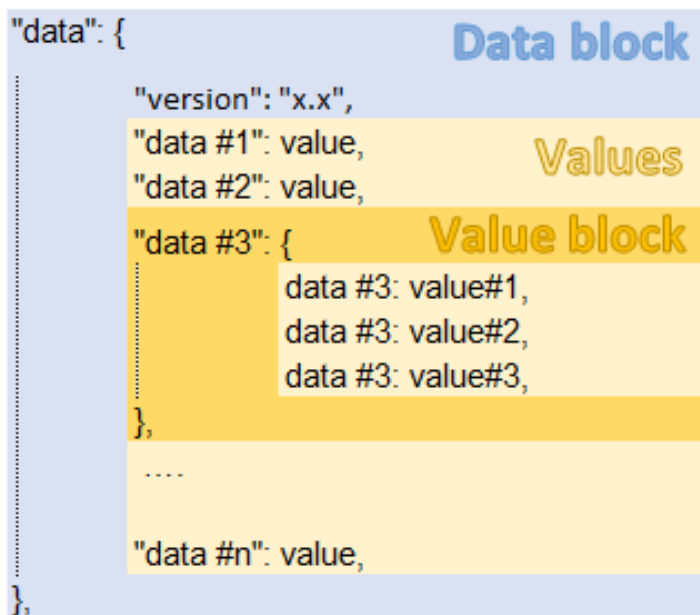 "data": {
Data block
"version": "x.x",
"data #1": value,
Values
"data #2": value,
"data #3": {
Value block
data #3: value#1,
data #3: value#2,
data #3: value#3,
},
....
"data #n": value,
},